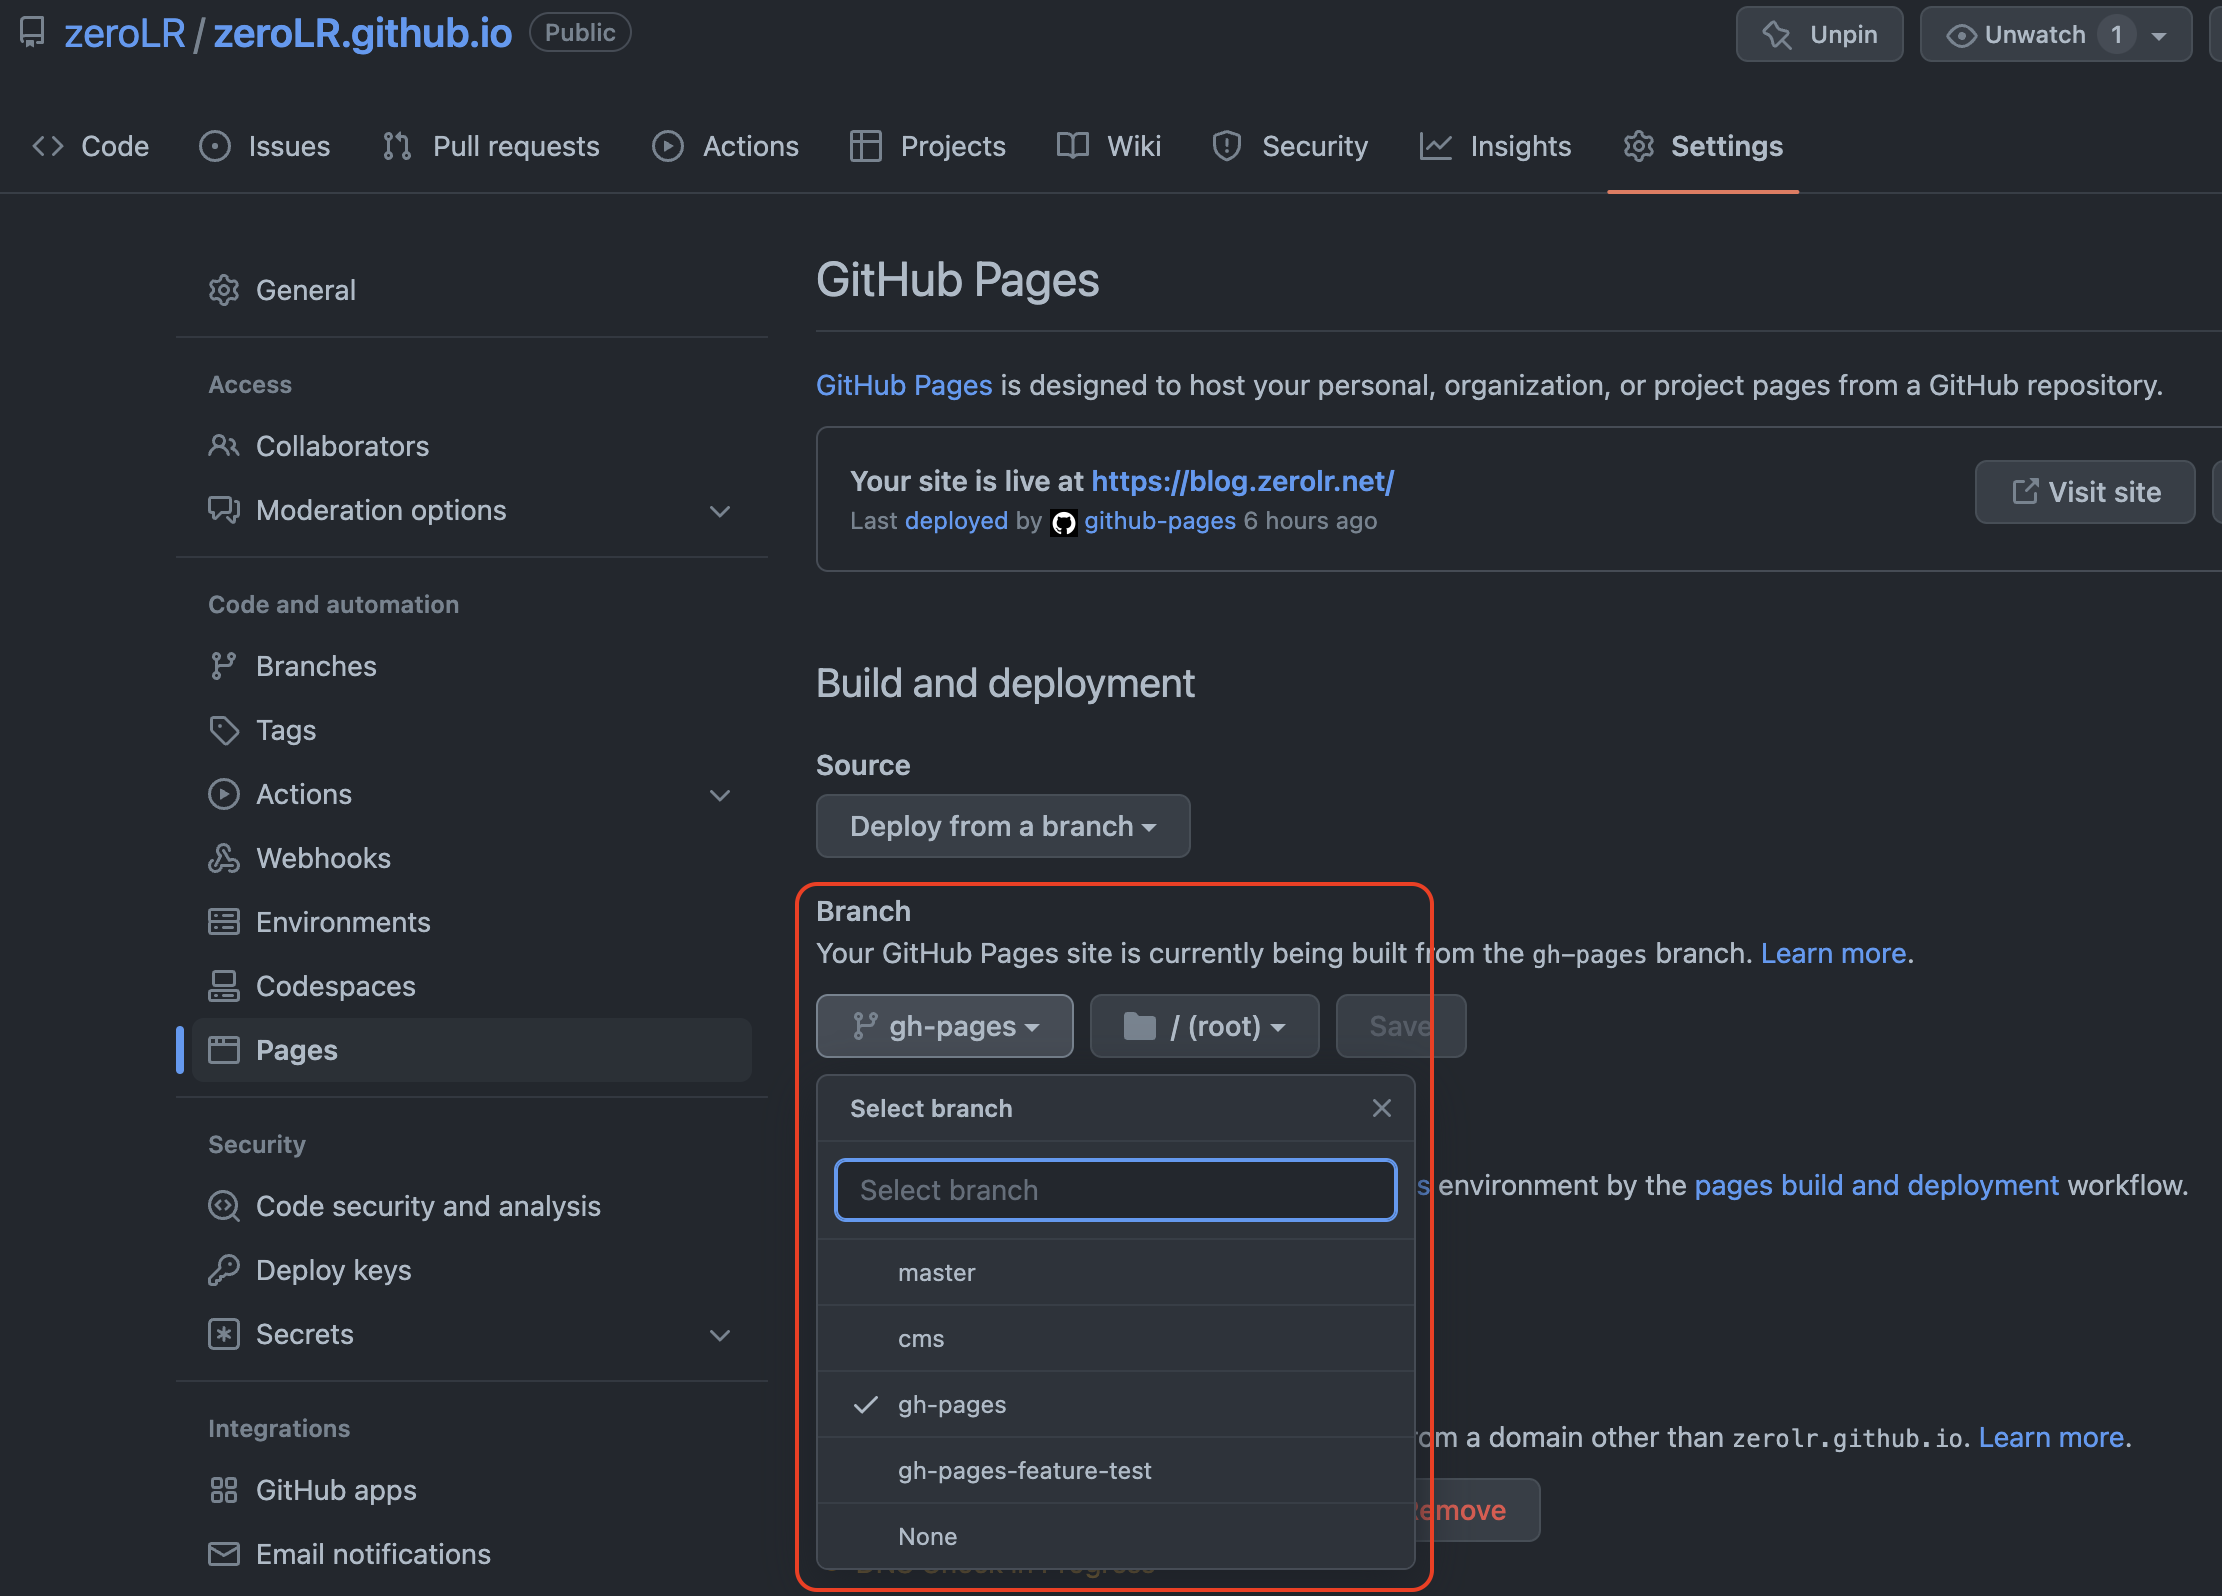 zeroLR / zeroLR.github.io Public
Unpin
Unwatch 1
Code Issues Pull requests Actions Projects Wiki Security Insights Settings
General
Access
Collaborators
Moderation options
Code and automation
Branches
Tags
Actions
Webhooks
Environments
Codespaces
Pages
Security
Code security and analysis
Deploy keys
Secrets
Integrations
GitHub apps
Email notifications
GitHub Pages
GitHub Pages is designed to host your personal, organization, or project pages from a GitHub repository.
Your site is live at https://blog.zerolr.net/
Last deployed by github-pages 6 hours ago
Visit site
Build and deployment
Source
Deploy from a branch
Branch
Your GitHub Pages site is currently being built from the gh-pages branch. Learn more.
gh-pages / (root) Save
Select branch
Select branch
master
cms
gh-pages
gh-pages-feature-test
None
s environment by the pages build and deployment workflow.
om a domain other than zerolr.github.io. Learn more.
emove